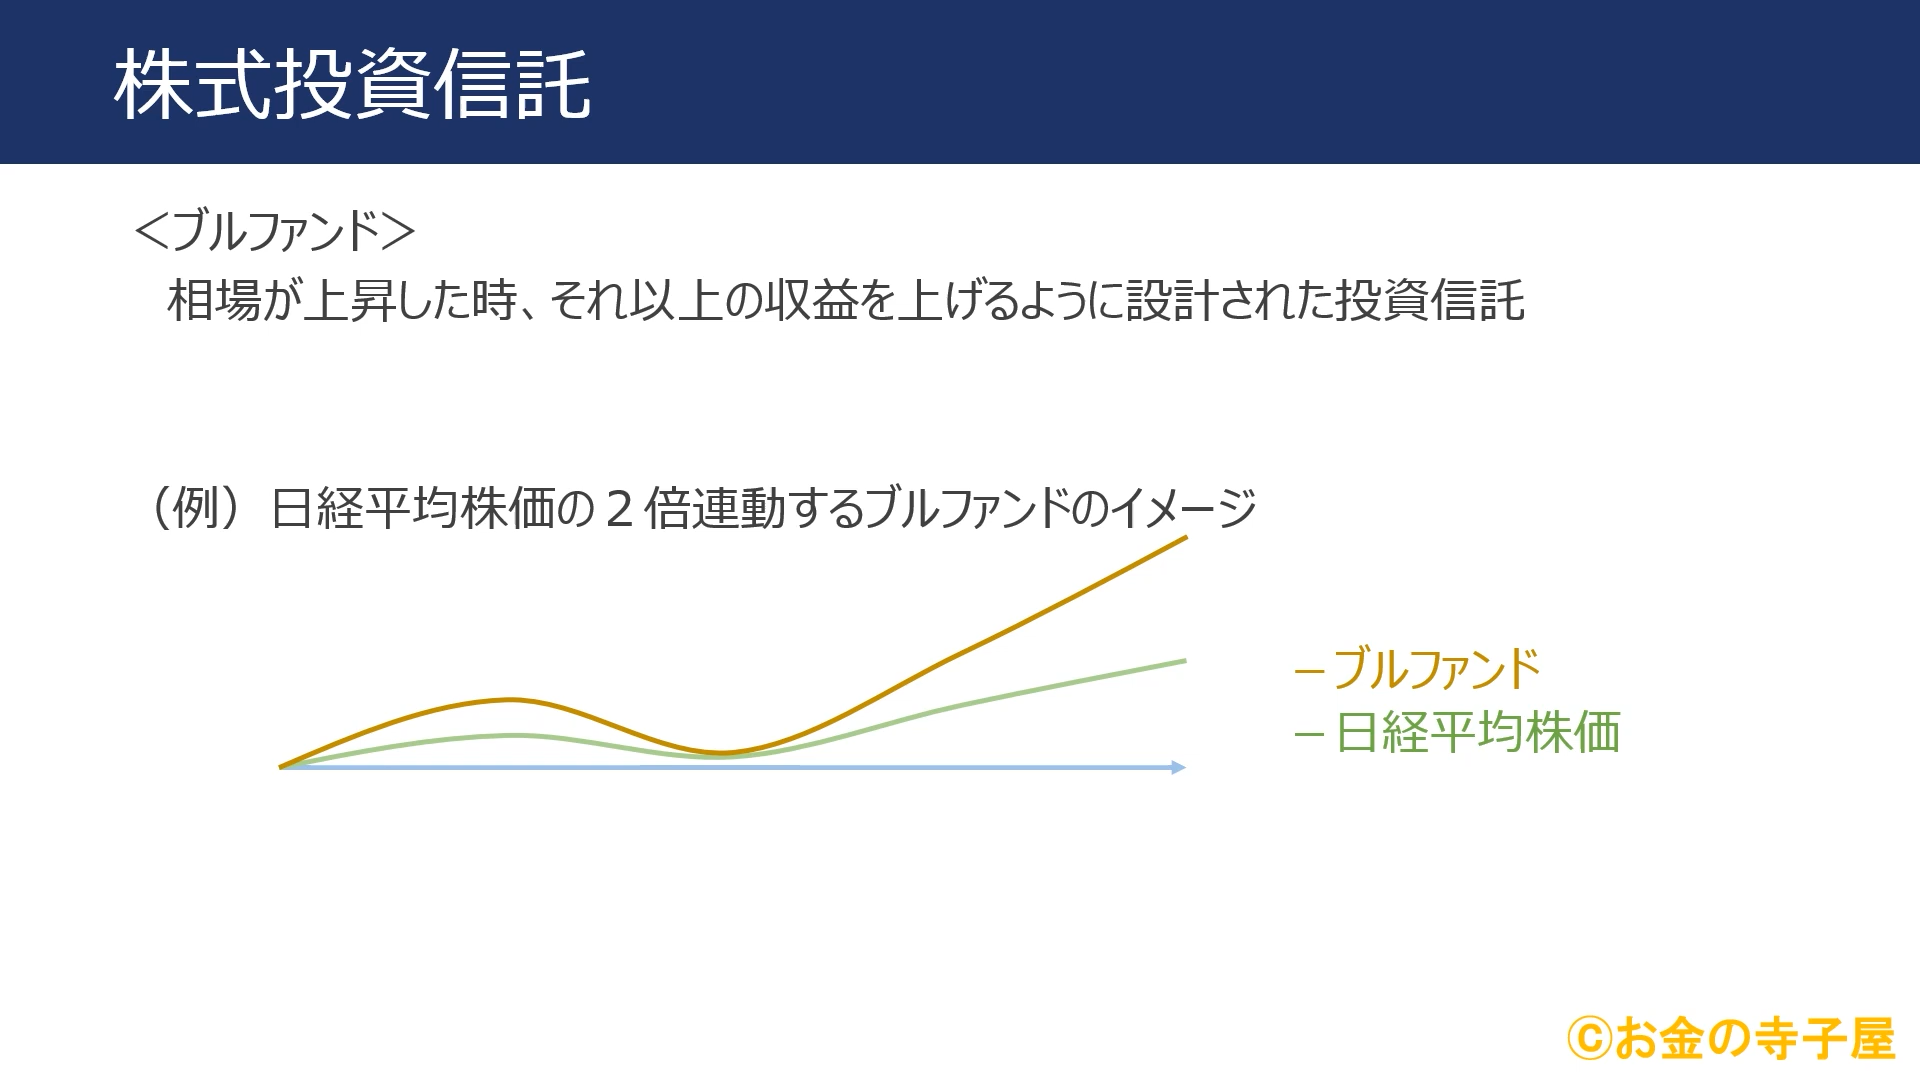 株式投資信託
＜ブルファンド＞
相場が上昇した時、それ以上の収益を上げるように設計された投資信託
（例）日経平均株価の２倍連動するブルファンドのイメージ
－ブルファンド
－日経平均株価
Ⓒお金の寺子屋